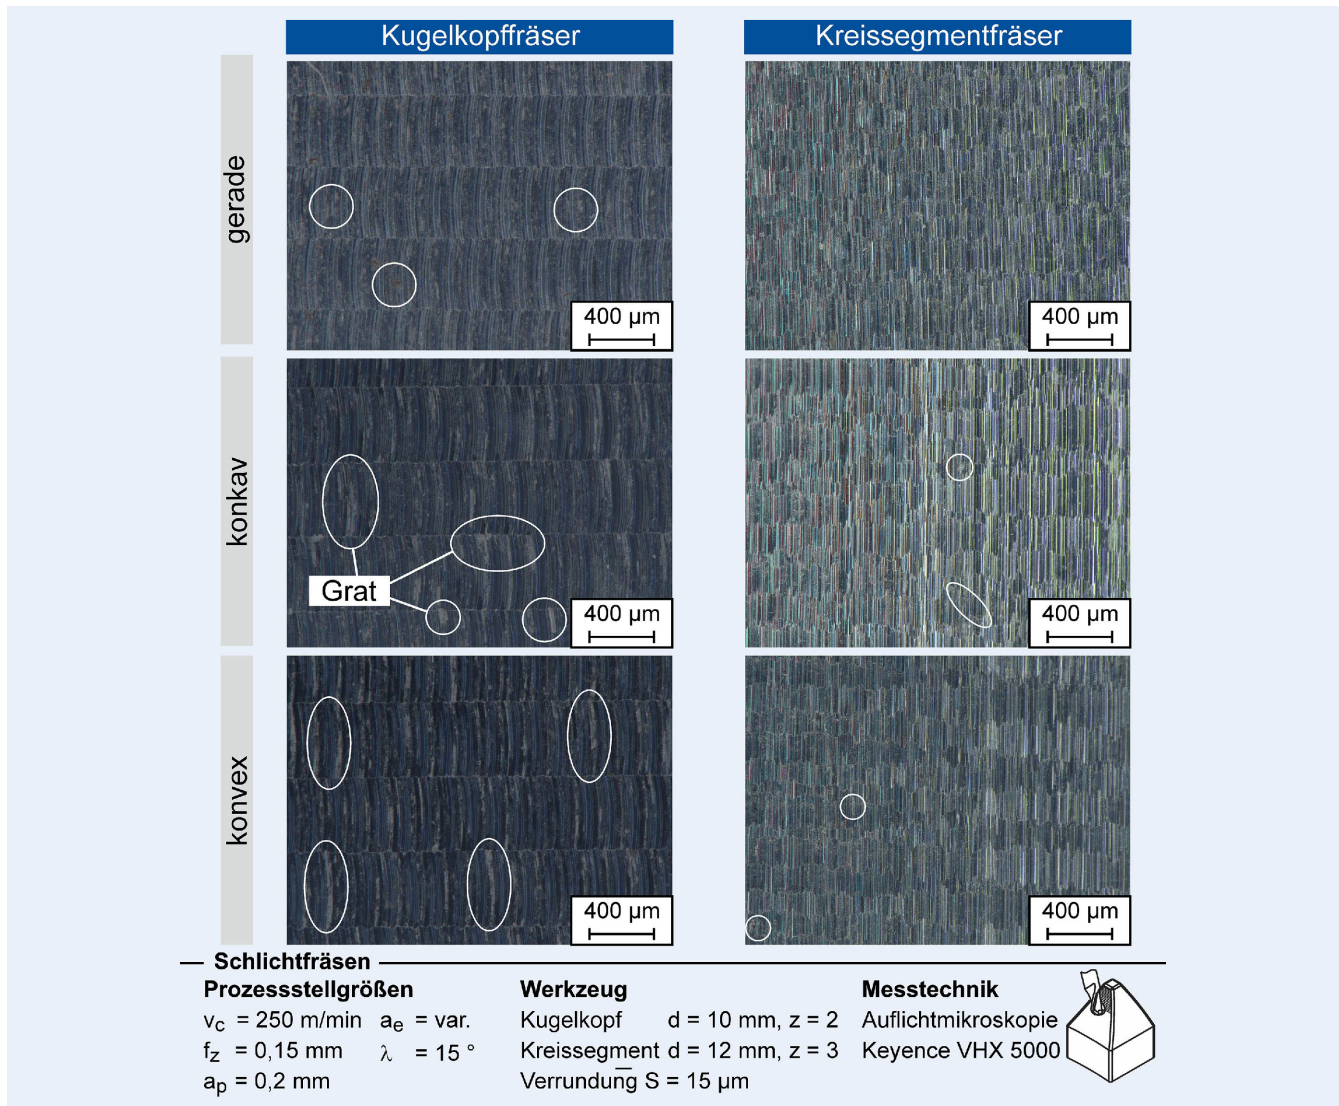 Kugelkopffräser
Kreissegmentfräser
gerade
400 µm
400 µm
konkav
Grat
400 µm
400 µm
konvex
400 µm
400 µm
Schlichtfräsen
Prozessstellgrößen
Werkzeug
Messtechnik
vc = 250 m/min ae = var.
Kugelkopf d = 10 mm, z = 2
Auflichtmikroskopie
fz = 0,15 mm λ = 15 °
Kreissegment d = 12 mm, z = 3
Keyence VHX 5000
ap = 0,2 mm
Verrundung S̅ = 15 µm